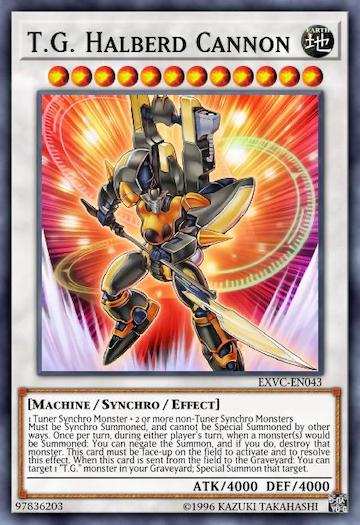 T.G. HALBERD CANNON
EARTH
地
EXVC-EN043
[MACHINE / SYNCHRO / EFFECT]
1 Tuner Synchro Monster + 2 or more non-Tuner Synchro Monsters
Must be Synchro Summoned, and cannot be Special Summoned by other
ways. Once per turn, during either player's turn, when a monster(s) would
be Summoned: You can negate the Summon, and if you do, destroy that
monster. This card must be face-up on the field to activate and to resolve
this effect. When this card is sent from the field to the Graveyard: You can
target 1 "T.G." monster in your Graveyard; Special Summon that target.
ATK/4000 DEF/4000
97836203
©1996 KAZUKI TAKAHASHI